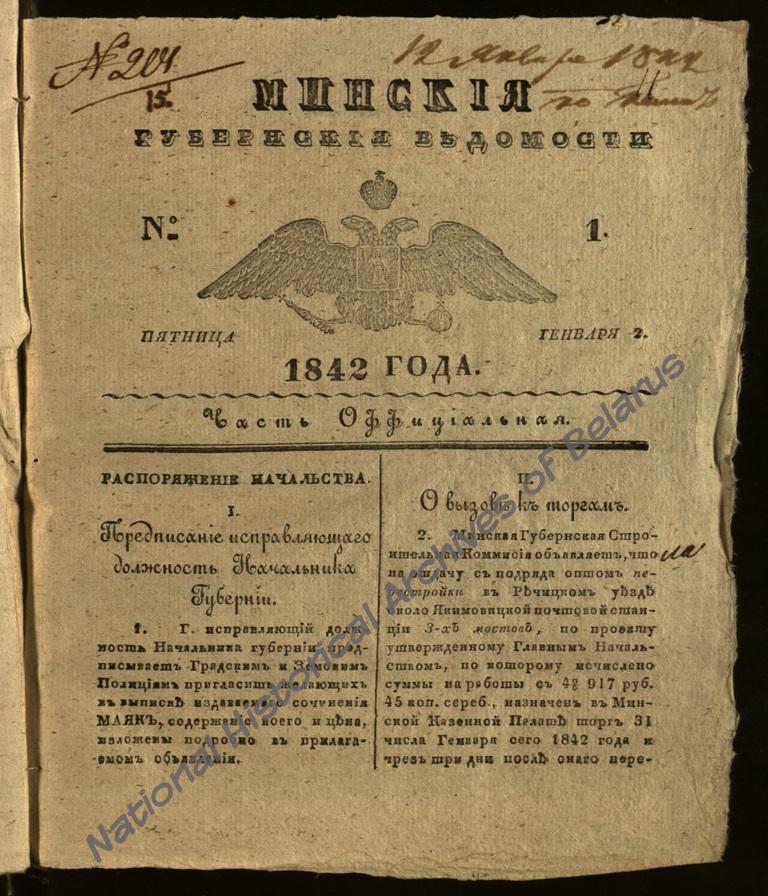 № 204
15.
12 Января 1842
МИНСКІЯ
ГУБЕРНСКІЯ ВѢДОМОСТИ
№ 1.
ПЯТНИЦА ГЕНВАРЯ 2.
1842 ГОДА.
Часть Оффиціальная.
РАСПОРЯЖЕНІЕ НАЧАЛЬСТВА.
I.
Предписаніе исправляющаго
должность Начальника
Губерніи.
1. Г. исправляющій долж
ность Начальника губерніи пред-
писываетъ Градскимъ и Земскимъ
Полиціямъ пригласить желающихъ
къ выпискѣ издаваемаго сочиненія
МАЯКЪ, содержаніе коего и цѣна,
изложены подробно въ прилага-
емомъ объявленіи.
II.
О вызовѣ къ торгамъ.
2. Минская Губернская Стро-
ительная Коммисія объявляетъ, что
на отдачу съ подряда оптомъ пе-
рестройки въ Рѣчицкомъ уѣздѣ
около Якимовицкой почтовой стан-
ціи 3-хъ мостовъ, по проэкту
утвержденному Главнымъ Началь-
ствомъ, по которому исчислено
суммы на работы съ 917 руб.
45 коп. сереб., назначен въ Мин-
ской Казенной Палатѣ торгъ 31
числа Генваря сего 1842 года и
чрезъ три дни послѣ онаго пере-
National Historical Archives of Belarus